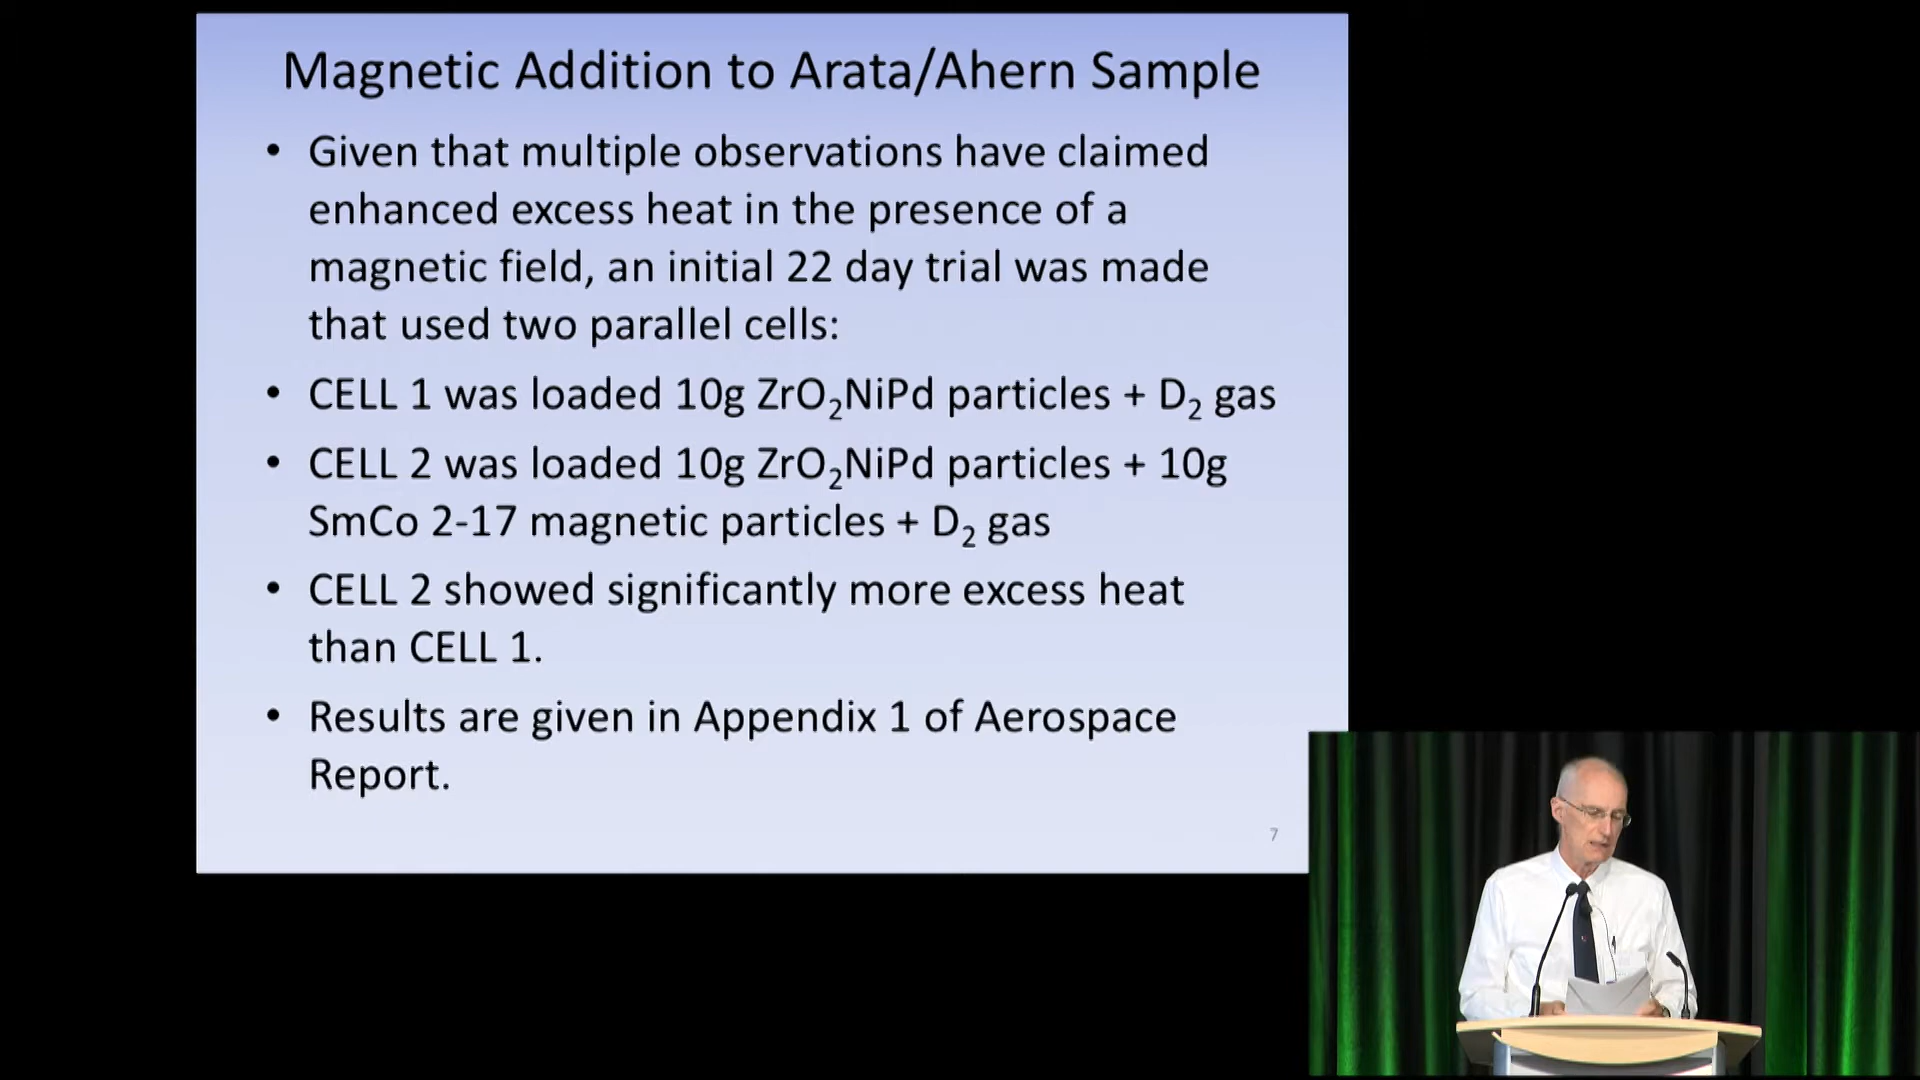 Magnetic Addition to Arata/Ahern Sample
• Given that multiple observations have claimed
enhanced excess heat in the presence of a
magnetic field, an initial 22 day trial was made
that used two parallel cells:
• CELL 1 was loaded 10g ZrO₂NiPd particles + D₂ gas
• CELL 2 was loaded 10g ZrO₂NiPd particles + 10g
SmCo 2-17 magnetic particles + D₂ gas
• CELL 2 showed significantly more excess heat
than CELL 1.
• Results are given in Appendix 1 of Aerospace
Report.
7